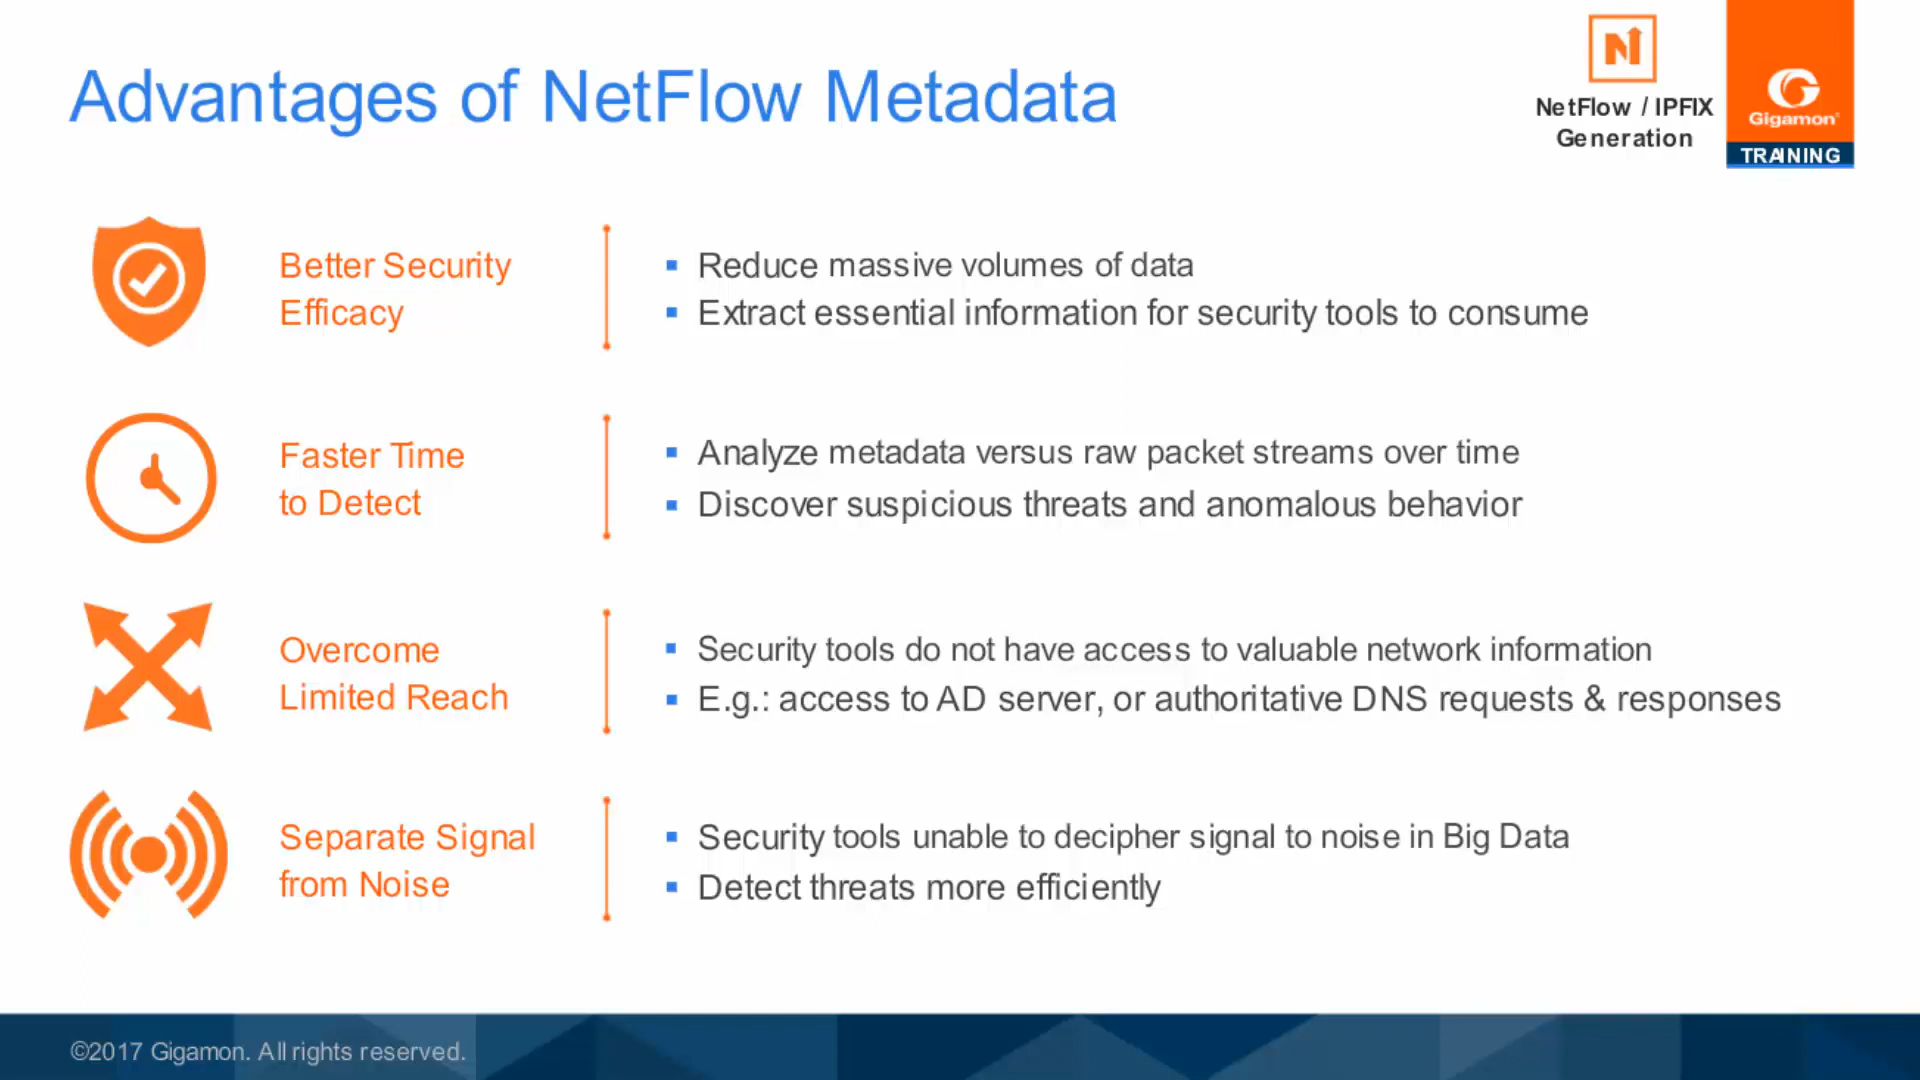 Advantages of NetFlow Metadata
NetFlow / IPFIX
Generation
Gigamon®
TRAINING
Better Security
Efficacy
▪ Reduce massive volumes of data
▪ Extract essential information for security tools to consume
Faster Time
to Detect
▪ Analyze metadata versus raw packet streams over time
▪ Discover suspicious threats and anomalous behavior
Overcome
Limited Reach
▪ Security tools do not have access to valuable network information
▪ E.g.: access to AD server, or authoritative DNS requests & responses
Separate Signal
from Noise
▪ Security tools unable to decipher signal to noise in Big Data
▪ Detect threats more efficiently
©2017 Gigamon. All rights reserved.